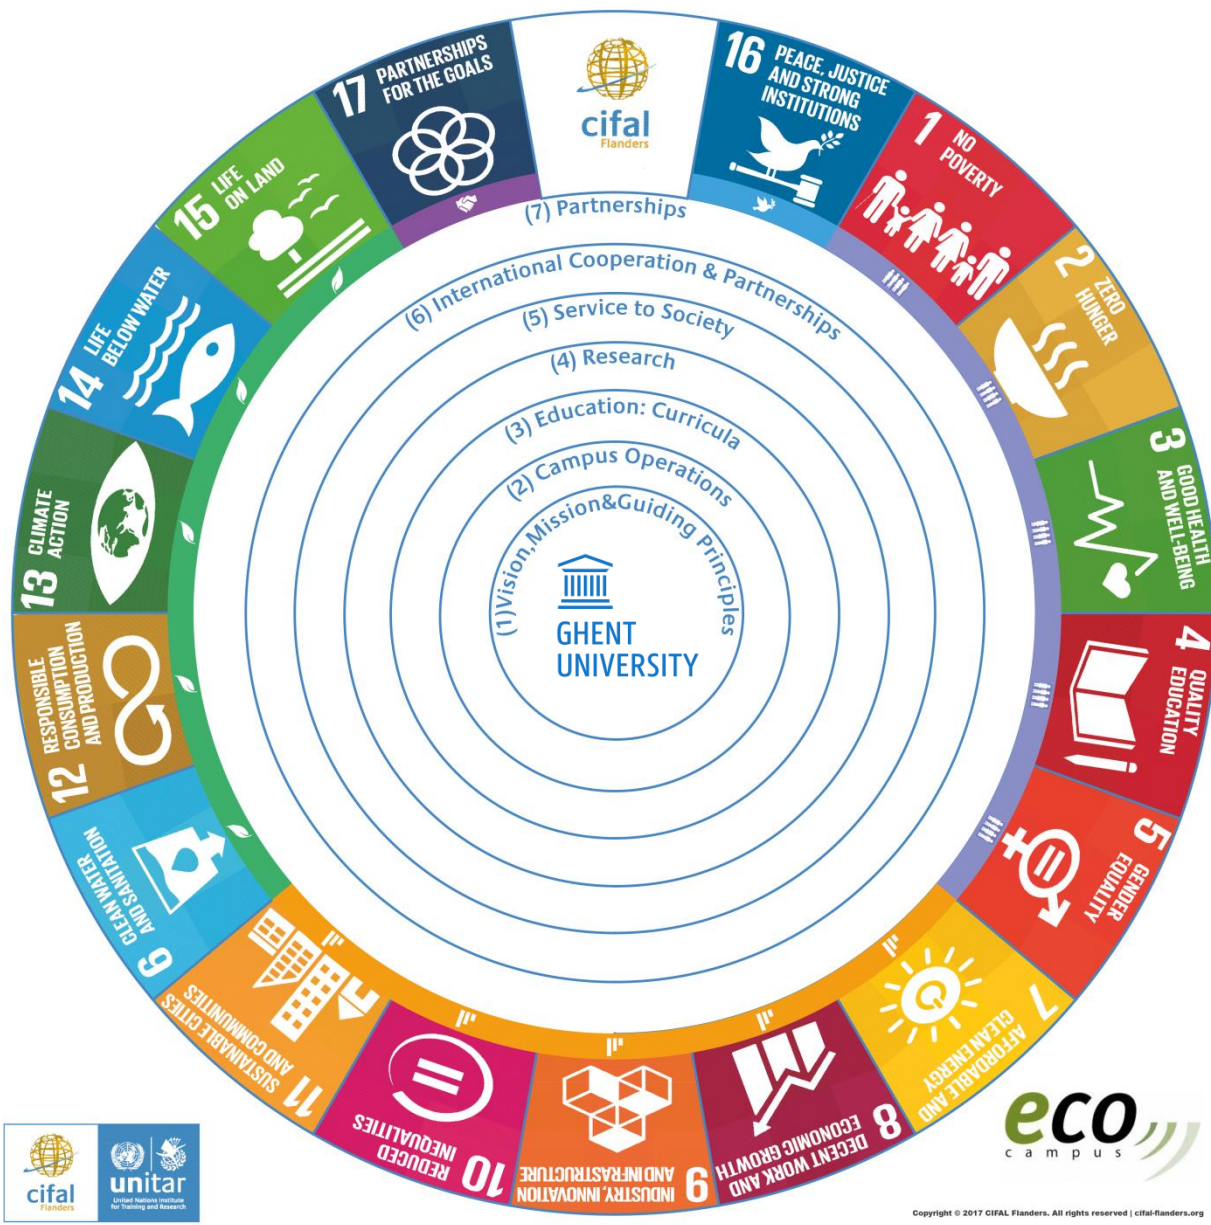 cifal
Flanders
16 PEACE, JUSTICE
AND STRONG
INSTITUTIONS
1 NO
POVERTY
2 ZERO
HUNGER
3 GOOD HEALTH
AND WELL-BEING
4 QUALITY
EDUCATION
5 GENDER
EQUALITY
7 AFFORDABLE AND
CLEAN ENERGY
8 DECENT WORK AND
ECONOMIC GROWTH
9 INDUSTRY, INNOVATION
AND INFRASTRUCTURE
10 REDUCED
INEQUALITIES
11 SUSTAINABLE CITIES
AND COMMUNITIES
6 CLEAN WATER
AND SANITATION
12 RESPONSIBLE
CONSUMPTION
AND PRODUCTION
13 CLIMATE
ACTION
14 LIFE
BELOW WATER
15 LIFE
ON LAND
17 PARTNERSHIPS
FOR THE GOALS
(7) Partnerships
(6) International Cooperation & Partnerships
(5) Service to Society
(4) Research
(3) Education: Curricula
(2) Campus Operations
(1)Vision,Mission&Guiding Principles
GHENT
UNIVERSITY
cifal
Flanders
unitar
United Nations Institute
for Training and Research
eco
campus
Copyright © 2017 CIFAL Flanders. All rights reserved | cifal-flanders.org